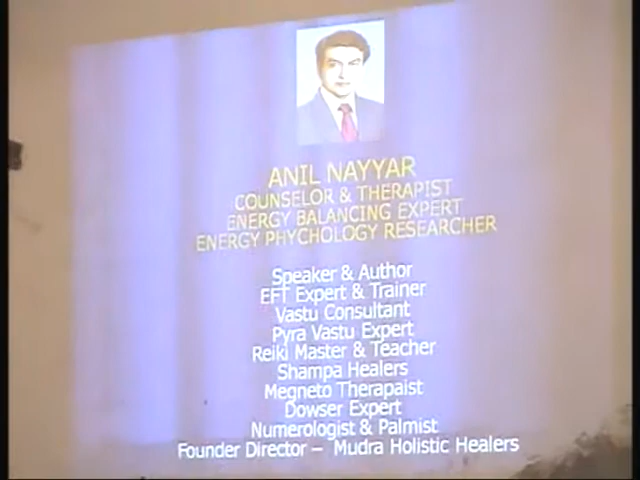 ANIL NAYYAR
COUNSELOR & THERAPIST
ENERGY BALANCING EXPERT
ENERGY PHYCHOLOGY RESEARCHER
Speaker & Author
EFT Expert & Trainer
Vastu Consultant
Pyra Vastu Expert
Reiki Master & Teacher
Shampa Healers
Megneto Therapaist
Dowser Expert
Numerologist & Palmist
Founder Director – Mudra Holistic Healers